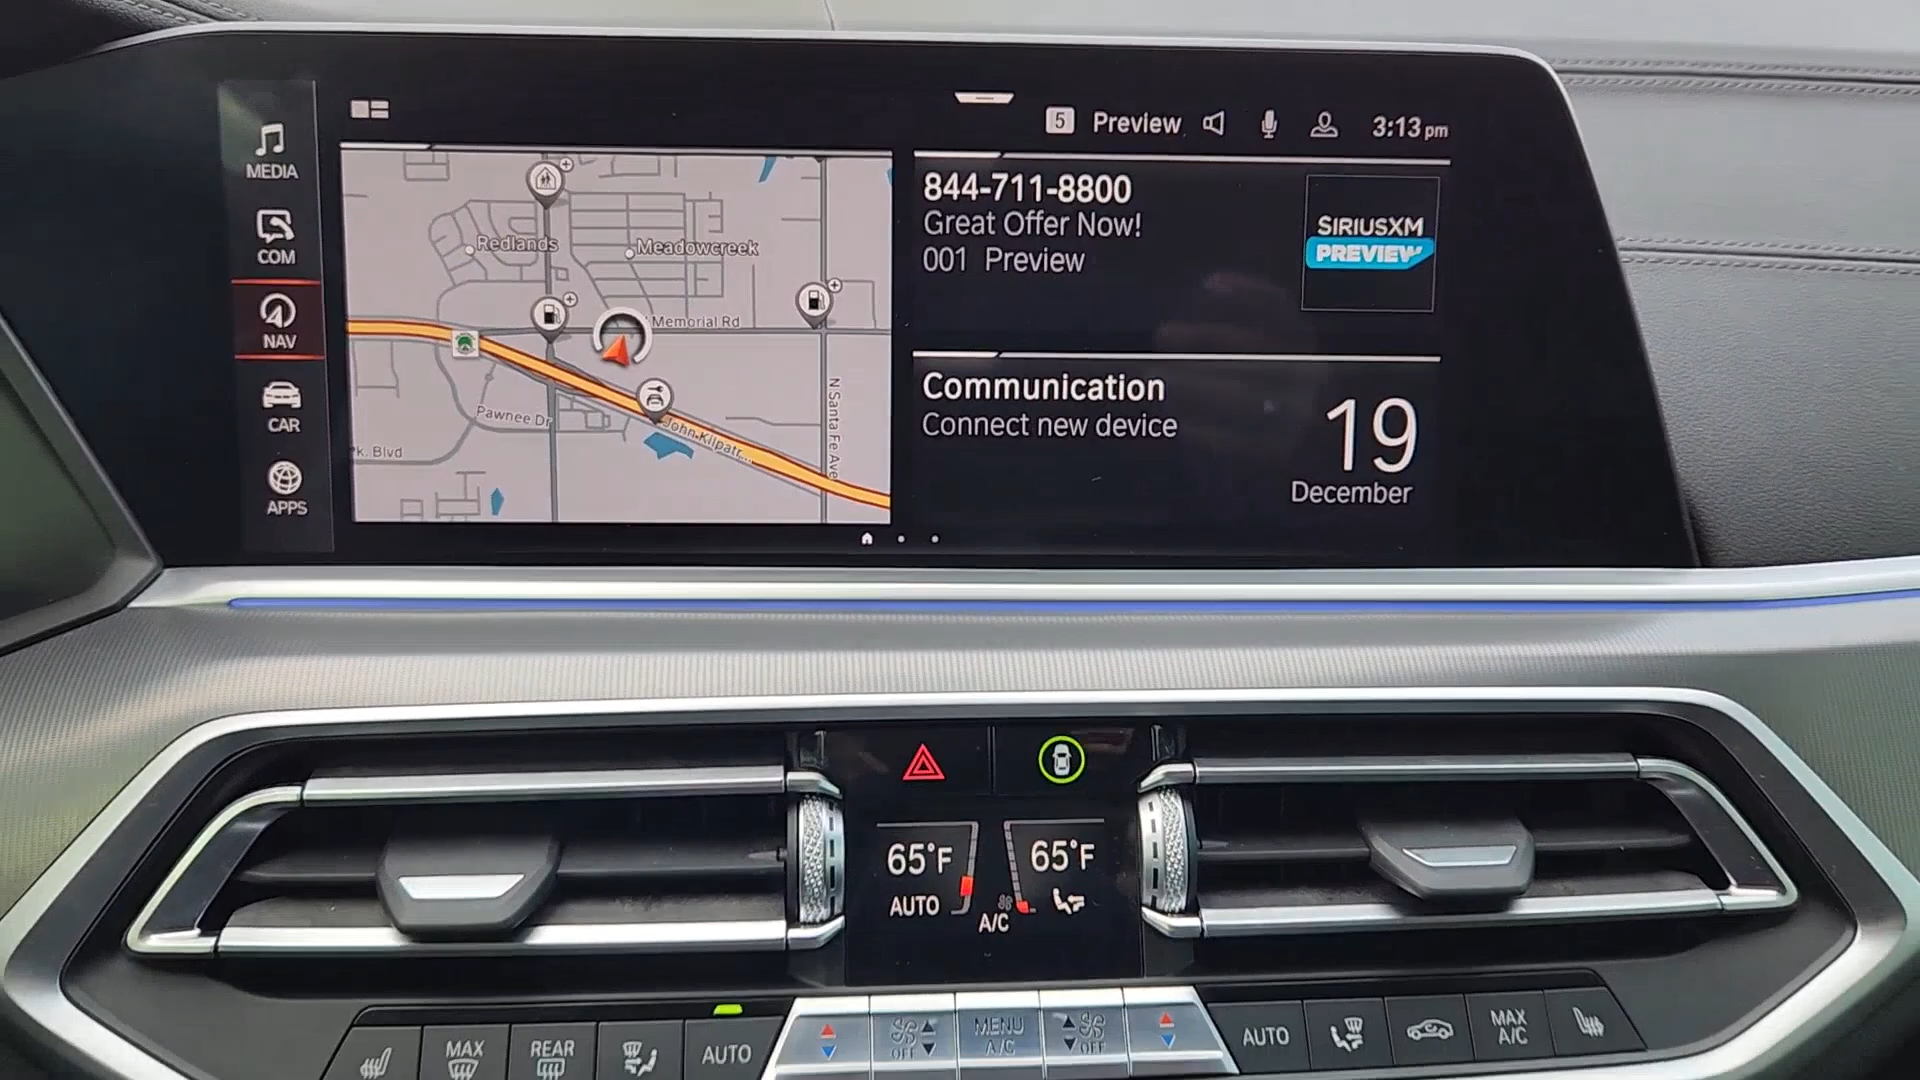 MEDIA
COM
NAV
CAR
APPS
5 Preview 3:13 pm
Redlands
Meadowcreek
Memorial Rd
Pawnee Dr
John Kilpatr...
N Santa Fe Ave
k. Blvd
844-711-8800
Great Offer Now!
001 Preview
SIRIUSXM
PREVIEW
Communication
Connect new device
19
December
65°F
65°F
AUTO
A/C
MAX
REAR
AUTO
OFF
MENU
A/C
OFF
AUTO
MAX
A/C